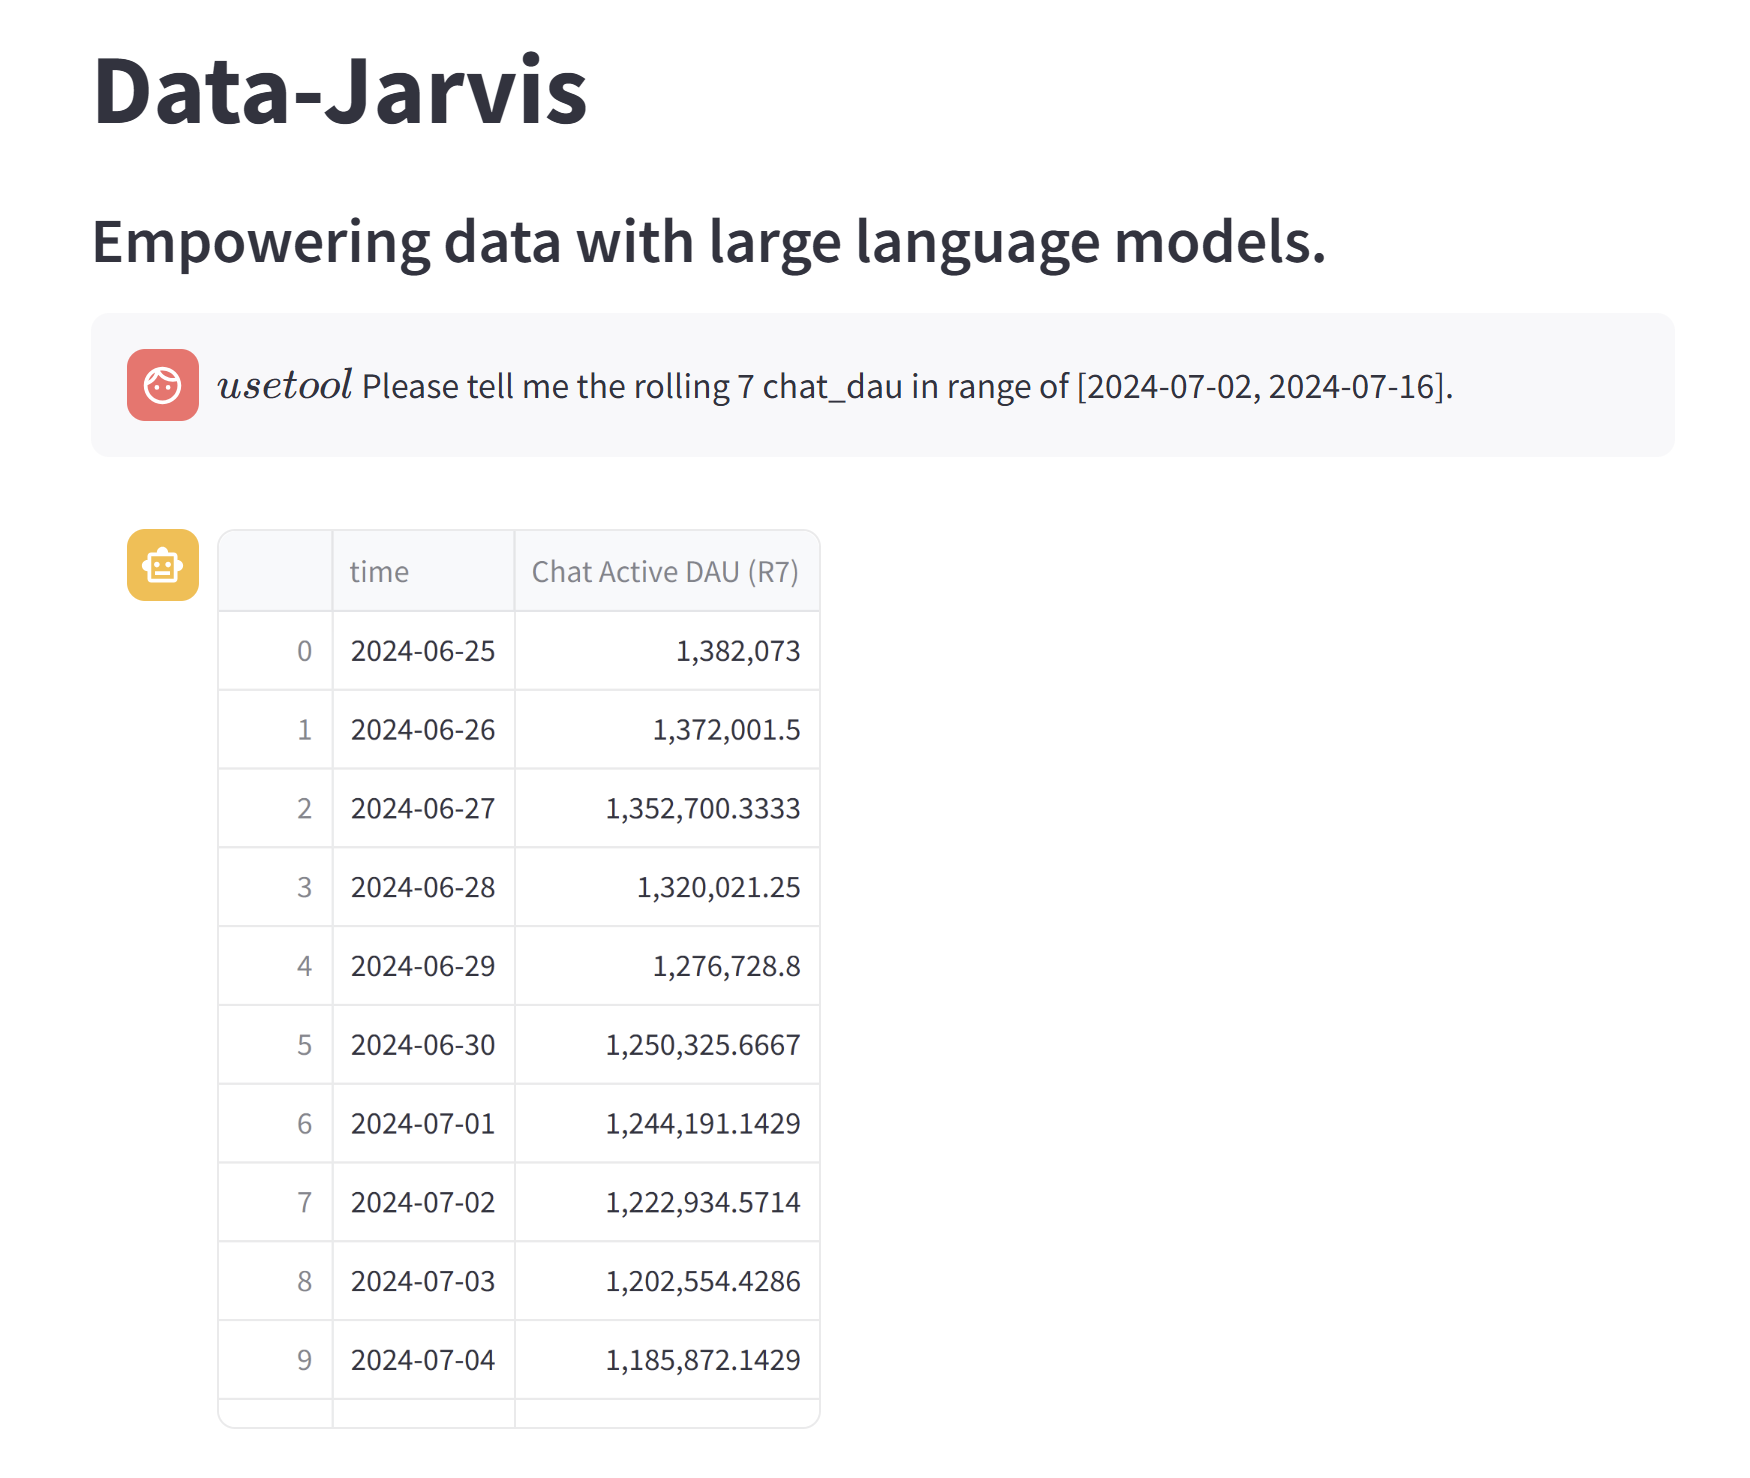 Data-Jarvis
Empowering data with large language models.
usetool Please tell me the rolling 7 chat_dau in range of [2024-07-02, 2024-07-16].
time Chat Active DAU (R7)
0 2024-06-25 1,382,073
1 2024-06-26 1,372,001.5
2 2024-06-27 1,352,700.3333
3 2024-06-28 1,320,021.25
4 2024-06-29 1,276,728.8
5 2024-06-30 1,250,325.6667
6 2024-07-01 1,244,191.1429
7 2024-07-02 1,222,934.5714
8 2024-07-03 1,202,554.4286
9 2024-07-04 1,185,872.1429